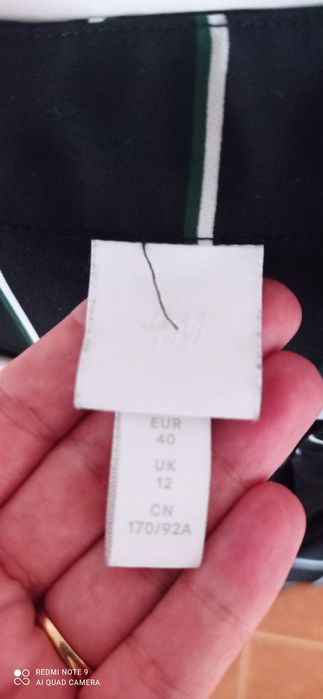 H&M
EUR
40
UK
12
CN
170/92A
REDMI NOTE 9
AI QUAD CAMERA